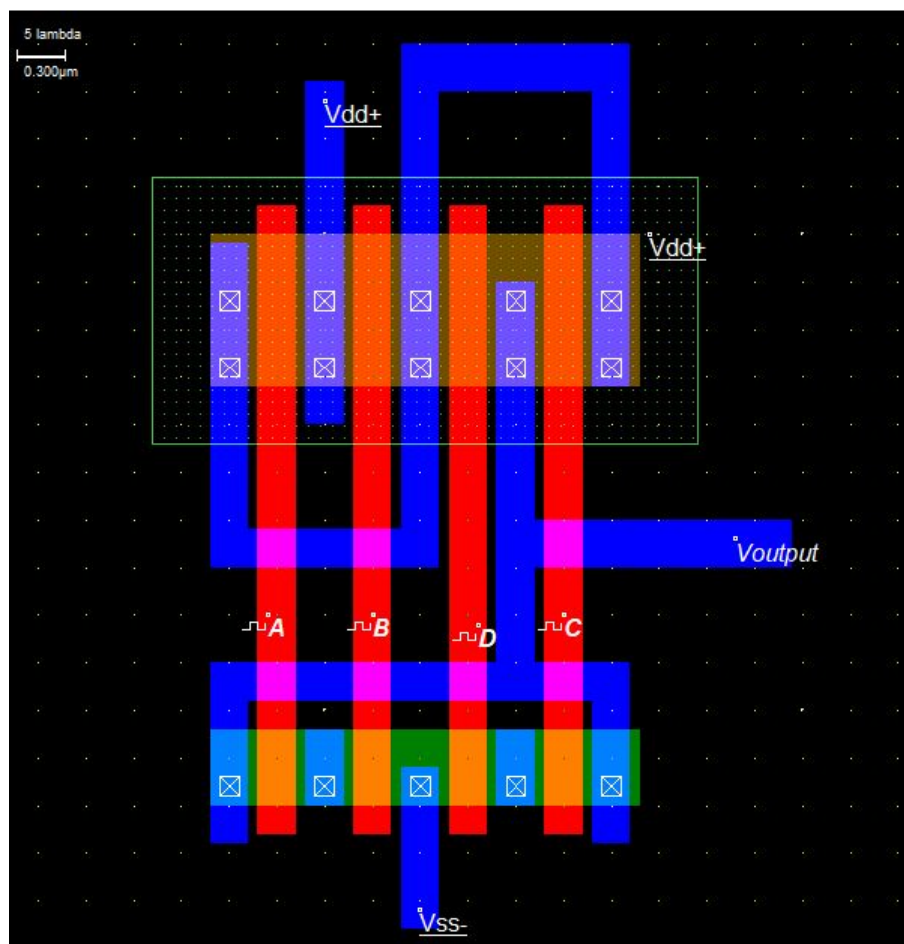 5 lambda
0.300µm
Vdd+
Vdd+
Voutput
A
B
D
C
Vss-